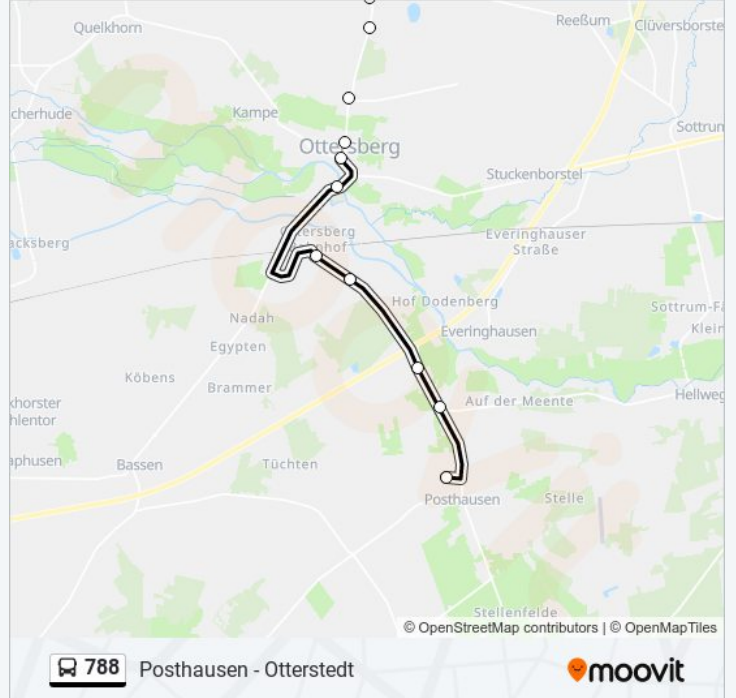 Quelkhorn
Reeßum
Clüversborste
cherhude
Kampe
Ottersberg
Sottrum
Stuckenborstel
acksberg
Everinghauser
Straße
Hof Dodenberg
Sottrum-Fa
Klein
Nadah
Everinghausen
Egypten
Köbens
Brammer
Hellweg
khorster
hlentor
Auf der Meente
aphusen
Bassen
Tüchten
Posthausen
Stelle
Stellenfelde
© OpenStreetMap contributors | © OpenMapTiles
788 Posthausen - Otterstedt
moovit